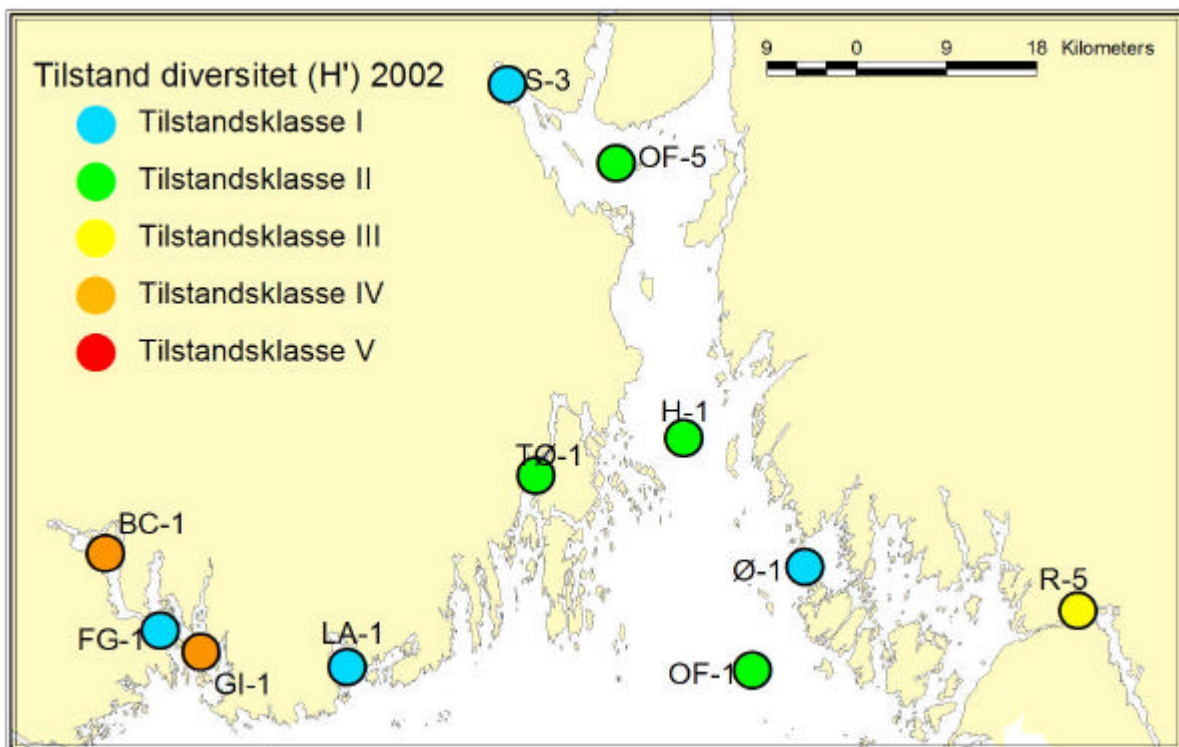 Tilstand diversitet (H') 2002
Tilstandsklasse I
Tilstandsklasse II
Tilstandsklasse III
Tilstandsklasse IV
Tilstandsklasse V
9 0 9 18 Kilometers
S-3
OF-5
H-1
TØ-1
BC-1
Ø-1
R-5
FG-1
LA-1
GI-1
OF-1